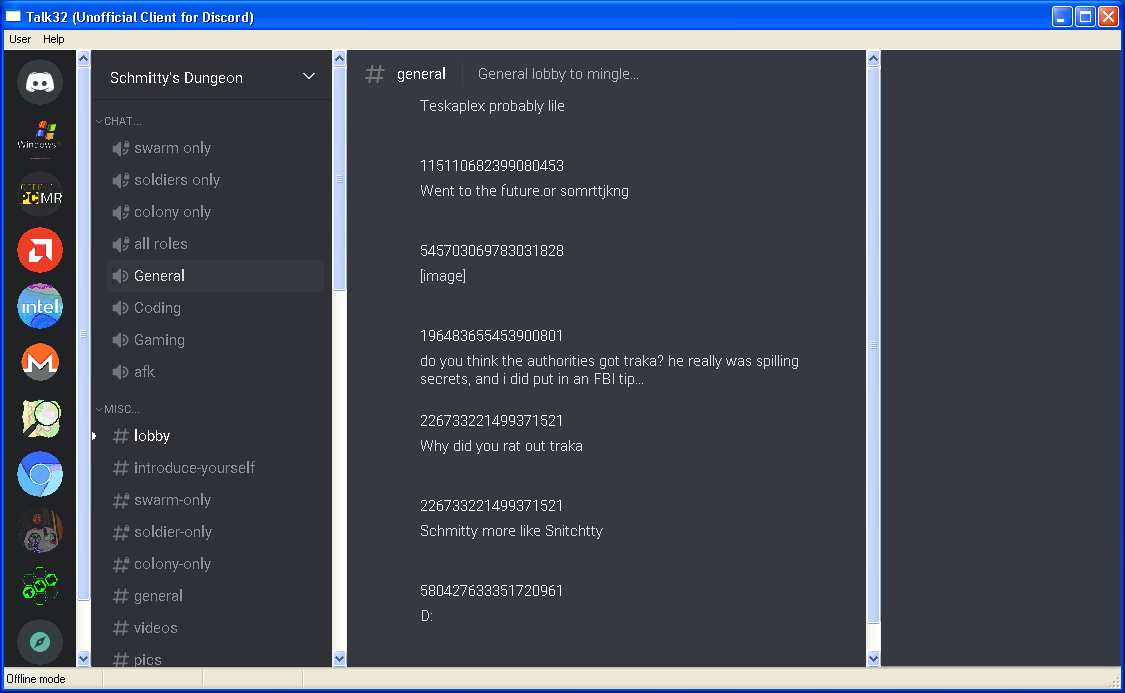 Talk32 (Unofficial Client for Discord)
User Help
Windows
PCMR
intel
Schmitty's Dungeon
CHAT...
swarm only
soldiers only
colony only
all roles
General
Coding
Gaming
afk
MISC...
lobby
introduce-yourself
swarm-only
soldier-only
colony-only
general
videos
pics
general
General lobby to mingle...
Teskaplex probably lile
115110682399080453
Went to the future.or somrttjkng
545703069783031828
[image]
196483655453900801
do you think the authorities got traka? he really was spilling
secrets, and i did put in an FBI tip...
226733221499371521
Why did you rat out traka
226733221499371521
Schmitty more like Snitchtty
580427633351720961
D:
Offline mode